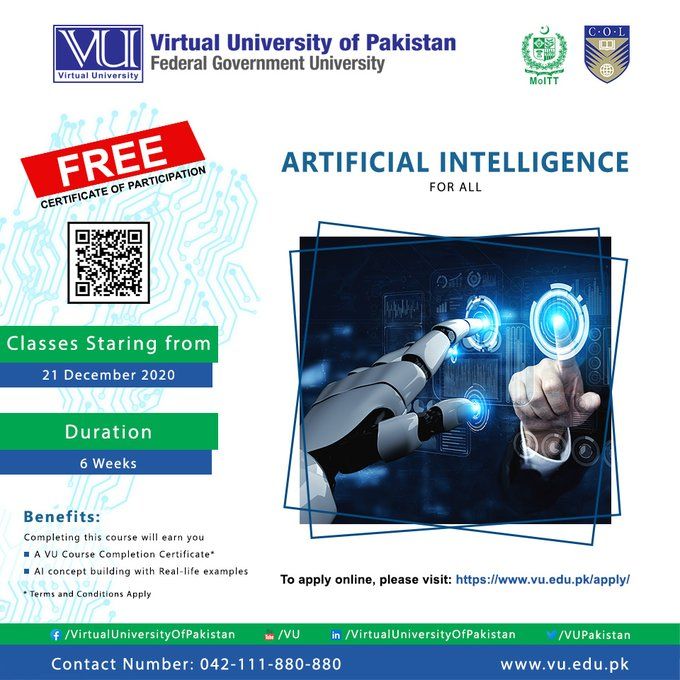 VU
Virtual University
Virtual University of Pakistan
Federal Government University
MoITT
C·O·L
FREE
CERTIFICATE OF PARTICIPATION
ARTIFICIAL INTELLIGENCE
FOR ALL
Classes Staring from
21 December 2020
Duration
6 Weeks
Benefits:
Completing this course will earn you
A VU Course Completion Certificate*
AI concept building with Real-life examples
* Terms and Conditions Apply
To apply online, please visit: https://www.vu.edu.pk/apply/
/VirtualUniversityOfPakistan /VU /VirtualUniversityOfPakistan /VUPakistan
Contact Number: 042-111-880-880 www.vu.edu.pk